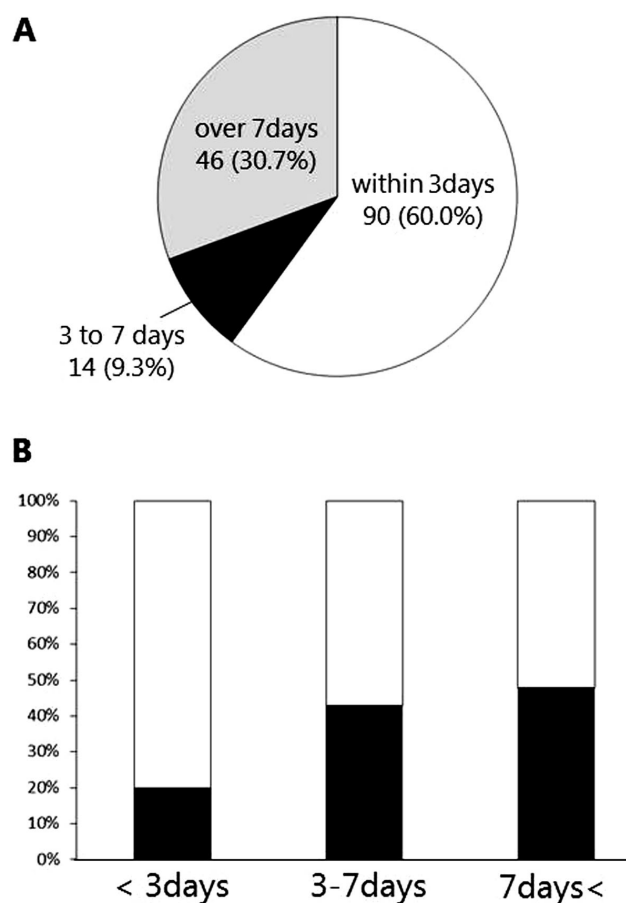 A
over 7days
46 (30.7%)
within 3days
90 (60.0%)
3 to 7 days
14 (9.3%)
B
100%
90%
80%
70%
60%
50%
40%
30%
20%
10%
0%
< 3days
3-7days
7days<